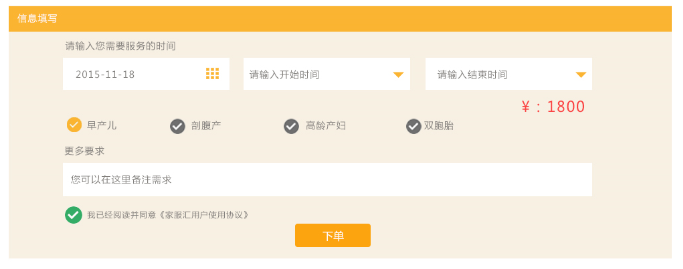 信息填写
请输入您需要服务的时间
2015-11-18 请输入开始时间 请输入结束时间
¥：1800
早产儿 剖腹产 高龄产妇 双胞胎
更多要求
您可以在这里备注需求
我已经阅读并同意《家服汇用户使用协议》
下单